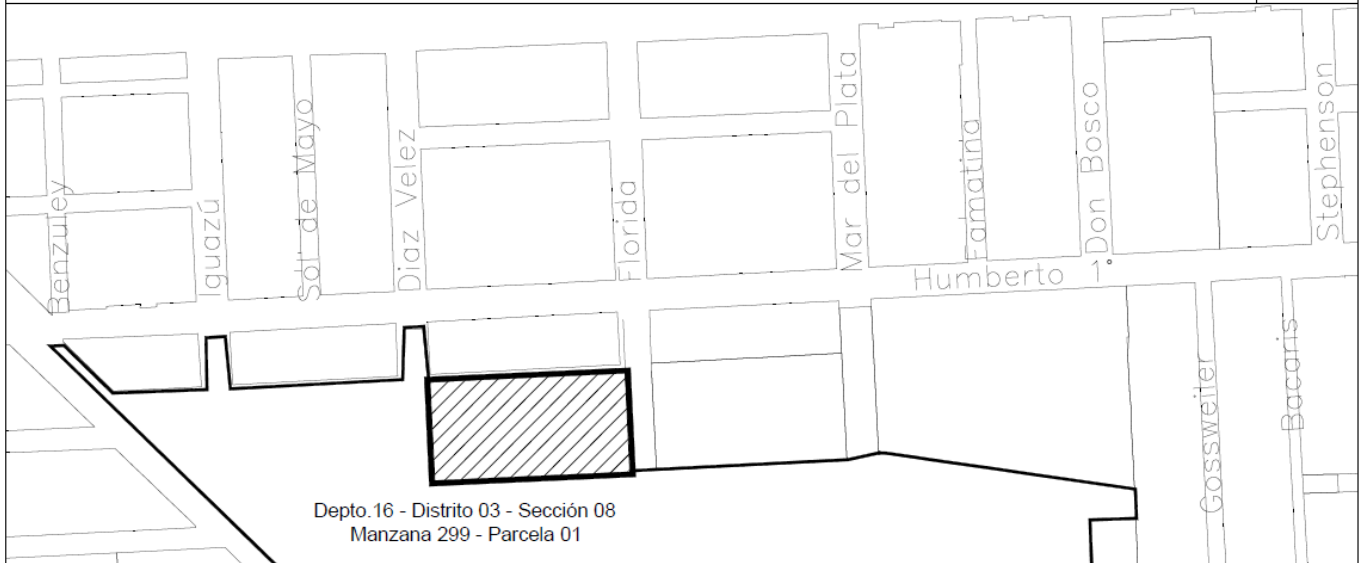 Benzuley
Iguazú
Sol de Mayo
Diaz Velez
Florida
Mar del Plata
Famatina
Don Bosco
Stephenson
Humberto 1°
Gossweiler
Bacaris
Depto.16 - Distrito 03 - Sección 08
Manzana 299 - Parcela 01